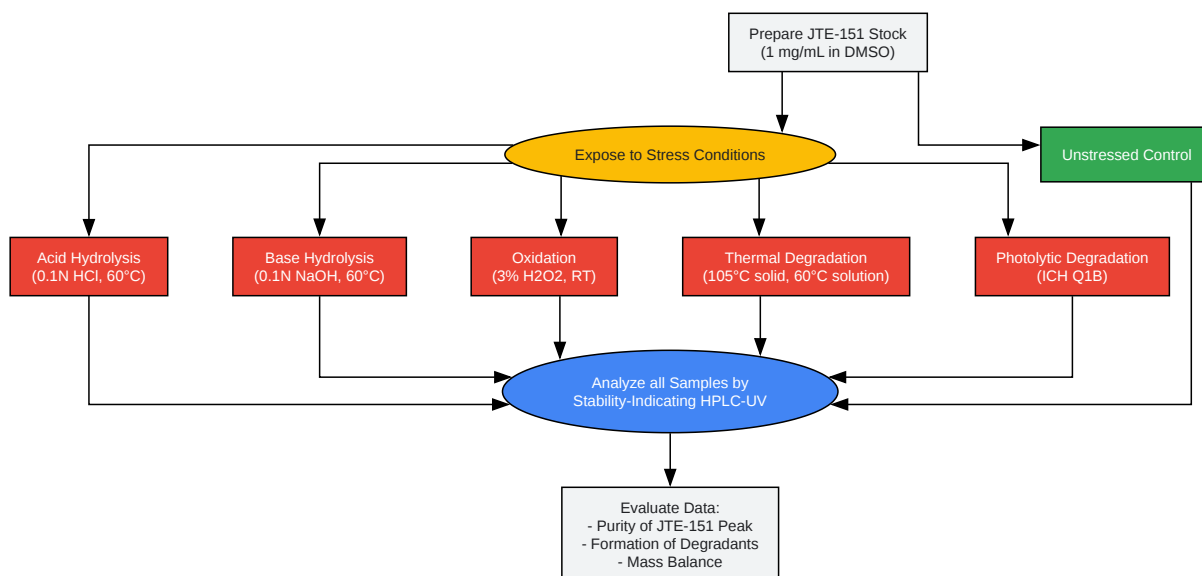 Prepare JTE-151 Stock
(1 mg/mL in DMSO)
Expose to Stress Conditions
Unstressed Control
Acid Hydrolysis
(0.1N HCl, 60°C)
Base Hydrolysis
(0.1N NaOH, 60°C)
Oxidation
(3% H2O2, RT)
Thermal Degradation
(105°C solid, 60°C solution)
Photolytic Degradation
(ICH Q1B)
Analyze all Samples by
Stability-Indicating HPLC-UV
Evaluate Data:
- Purity of JTE-151 Peak
- Formation of Degradants
- Mass Balance